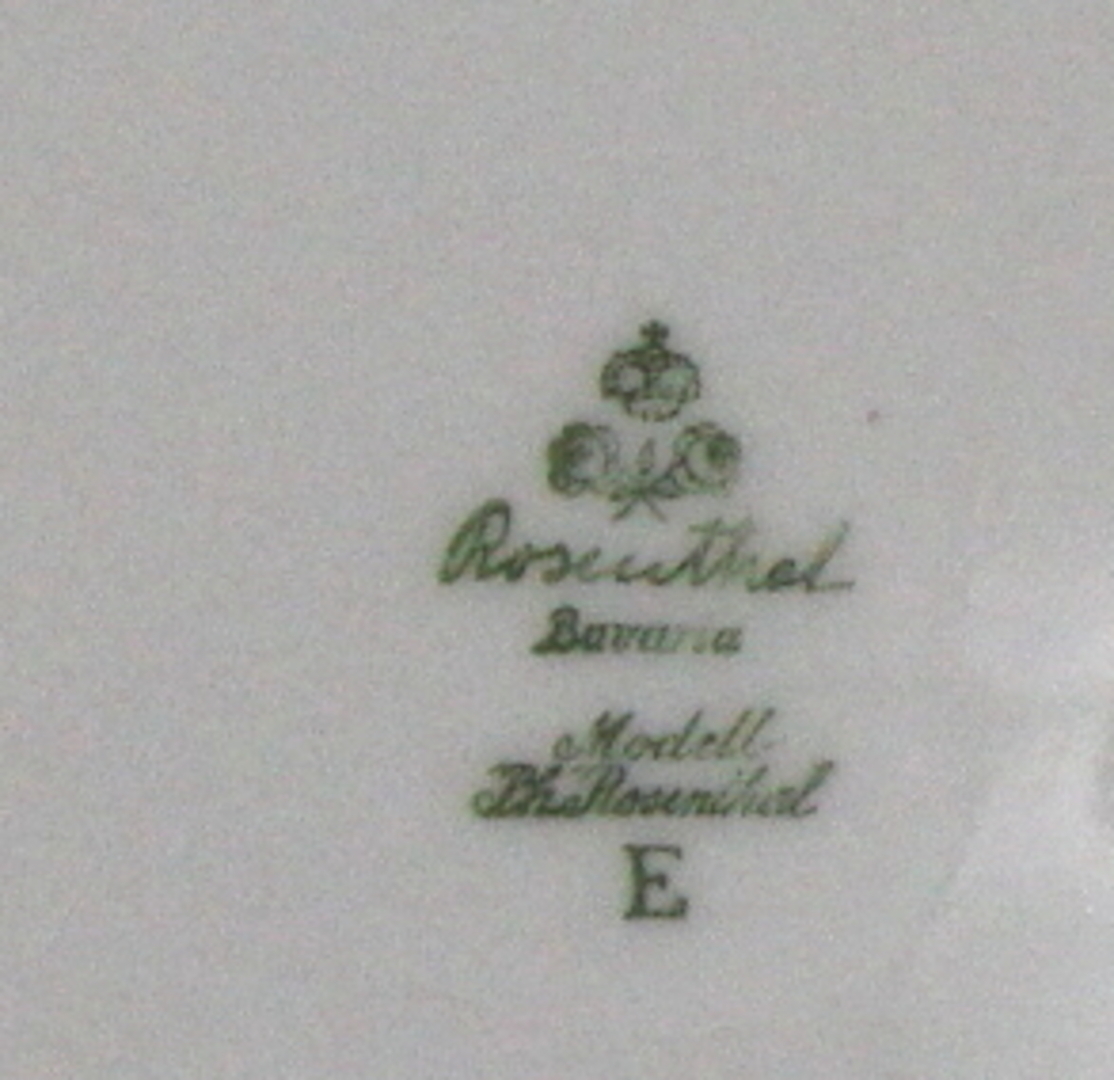 Rosenthal
Bavaria
Modell
Ph. Rosenthal
E